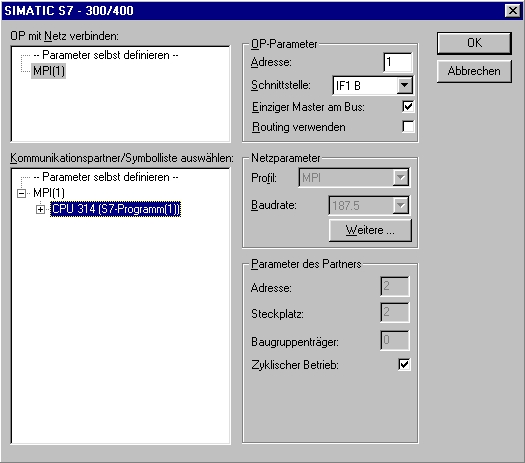 SIMATIC S7 - 300/400
OP mit Netz verbinden:
-- Parameter selbst definieren --
MPI(1)
Kommunikationspartner/Symbolliste auswählen:
-- Parameter selbst definieren --
MPI(1)
CPU 314 (S7-Programm(1))
OP-Parameter
Adresse: 1
Schnittstelle: IF1 B
Einziger Master am Bus:
Routing verwenden
Netzparameter
Profil: MPI
Baudrate: 187.5
Weitere ...
Parameter des Partners
Adresse: 2
Steckplatz: 2
Baugruppenträger: 0
Zyklischer Betrieb:
OK
Abbrechen